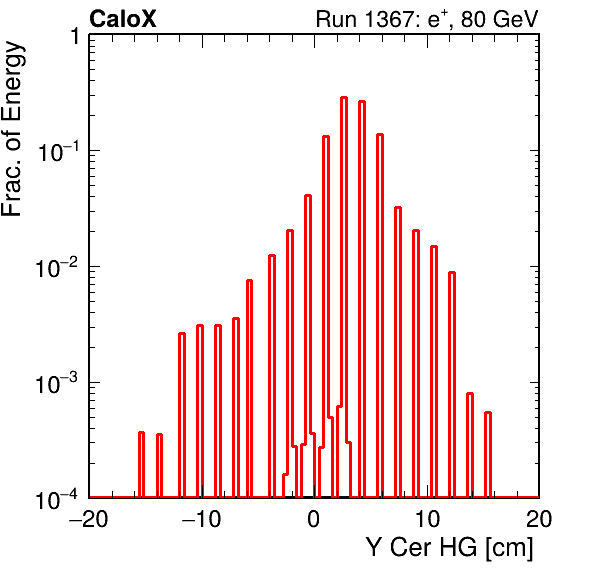 CaloX Run 1367: e⁺, 80 GeV
Frac. of Energy
1
10⁻¹
10⁻²
10⁻³
10⁻⁴
−20 −10 0 10 20
Y Cer HG [cm]